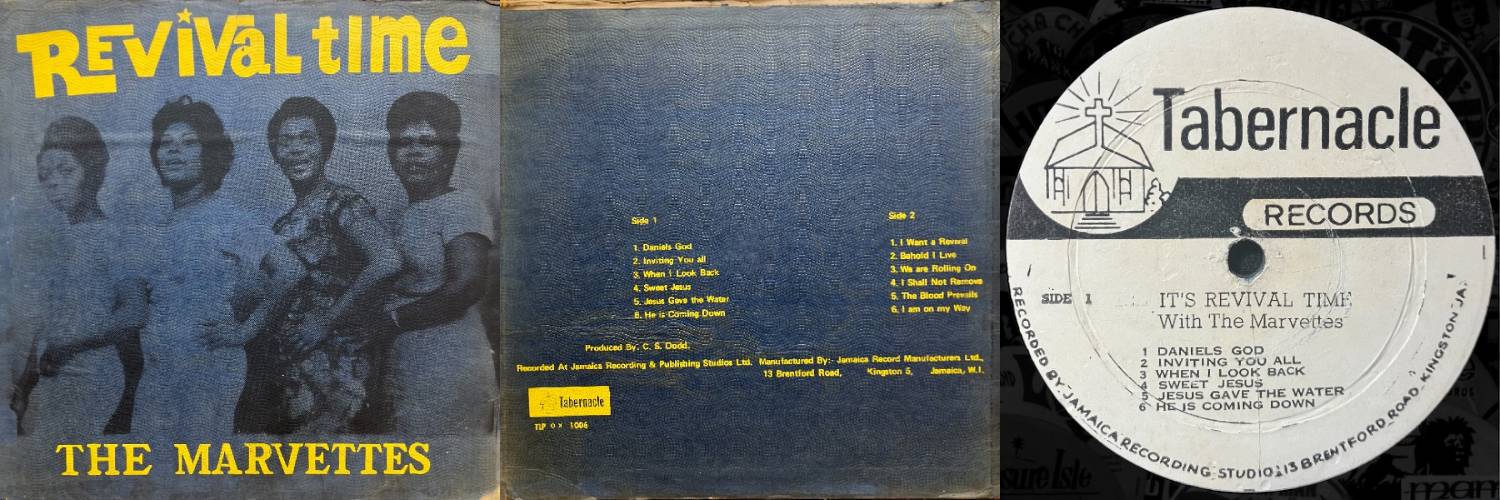 REVIVAL TIME
THE MARVETTES
Side 1
1. Daniels God
2. Inviting You all
3. When I Look Back
4. Sweet Jesus
5. Jesus Gave the Water
6. He is Coming Down
Side 2
1. I Want a Revival
2. Behold I Live
3. We are Rolling On
4. I Shall Not Remove
5. The Blood Prevails
6. I am on my Way
Produced By: C. S. Dodd.
Recorded At Jamaica Recording & Publishing Studios Ltd. Manufactured By:- Jamaica Record Manufacturers Ltd.,
13 Brentford Road, Kingston 5, Jamaica, W.I.
Tabernacle
1006
Tabernacle
RECORDS
SIDE 1
IT'S REVIVAL TIME
With The Marvettes
1 DANIELS GOD
2 INVITING YOU ALL
3 WHEN I LOOK BACK
4 SWEET JESUS
5 JESUS GAVE THE WATER
6 HE IS COMING DOWN
RECORDED BY: JAMAICA RECORDING STUDIO: 13 BRENTFORD ROAD, KINGSTON JA.
CHA CHA
sure Isle